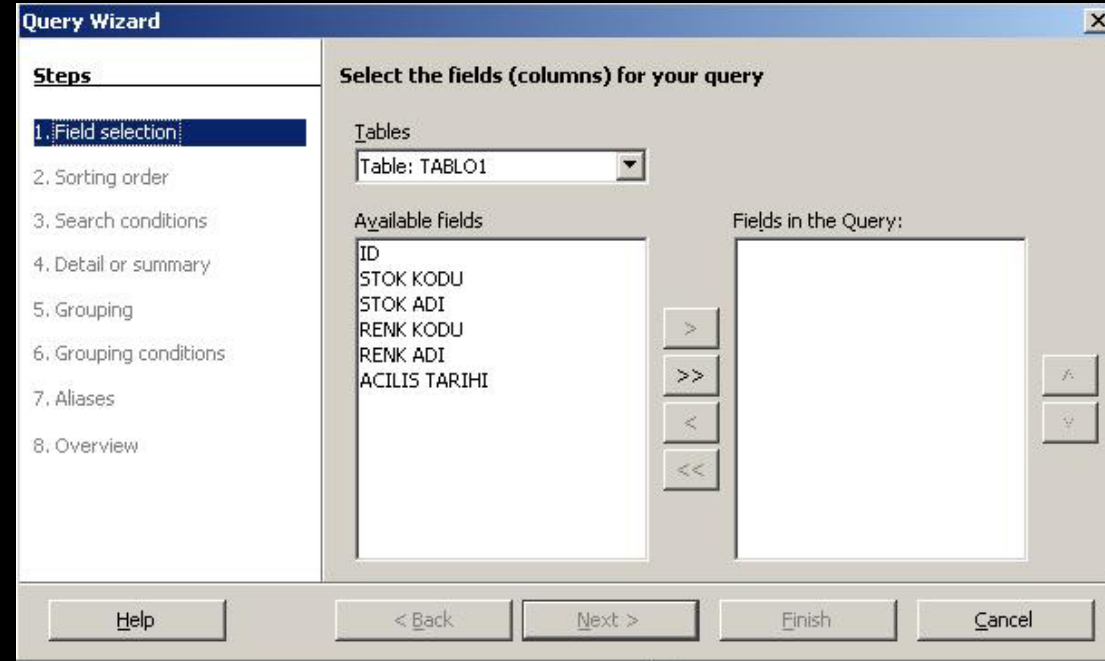 Query Wizard
Steps
1. Field selection
2. Sorting order
3. Search conditions
4. Detail or summary
5. Grouping
6. Grouping conditions
7. Aliases
8. Overview
Select the fields (columns) for your query
Tables
Table: TABLO1
Available fields
ID
STOK KODU
STOK ADI
RENK KODU
RENK ADI
ACILIS TARIHI
>
>>
<
<<
Fields in the Query:
^
v
Help
< Back
Next >
Finish
Cancel